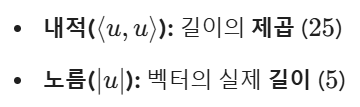 • 내적(⟨u, u⟩): 길이의 제곱 (25)
• 노름(|u|): 벡터의 실제 길이 (5)